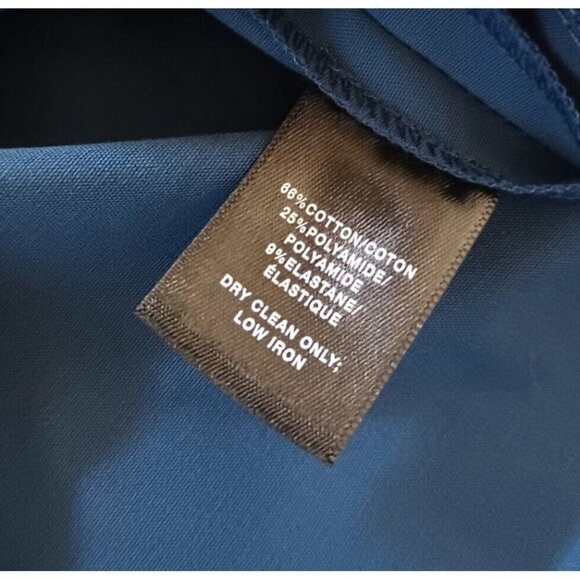 66%COTTON/COTON
25%POLYAMIDE/
POLYAMIDE
9%ELASTANE/
ÉLASTIQUE
DRY CLEAN ONLY;
LOW IRON